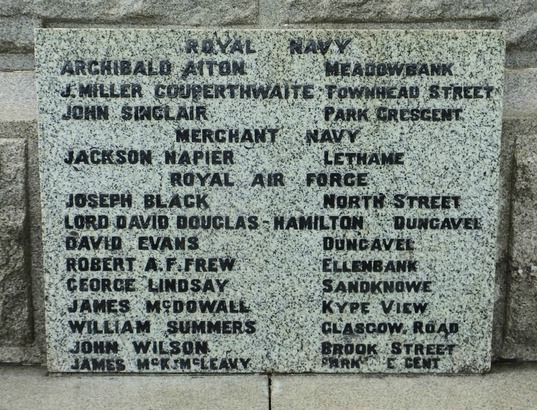 ROYAL NAVY
ARCHIBALD AITON MEADOWBANK
J. MILLER COUPERTHWAITE TOWNHEAD STREET
JOHN SINCLAIR PARK CRESCENT
MERCHANT NAVY
JACKSON NAPIER LETHAME
ROYAL AIR FORCE
JOSEPH BLACK NORTH STREET
LORD DAVID DOUGLAS-HAMILTON DUNGAVEL
DAVID EVANS DUNGAVEL
ROBERT A.F. FREW ELLENBANK
GEORGE LINDSAY SANDKNOWE
JAMES McDOWALL KYPE VIEW
WILLIAM SUMMERS GLASGOW ROAD
JOHN WILSON BROOK STREET
JAMES McK. McLEAVY PARK